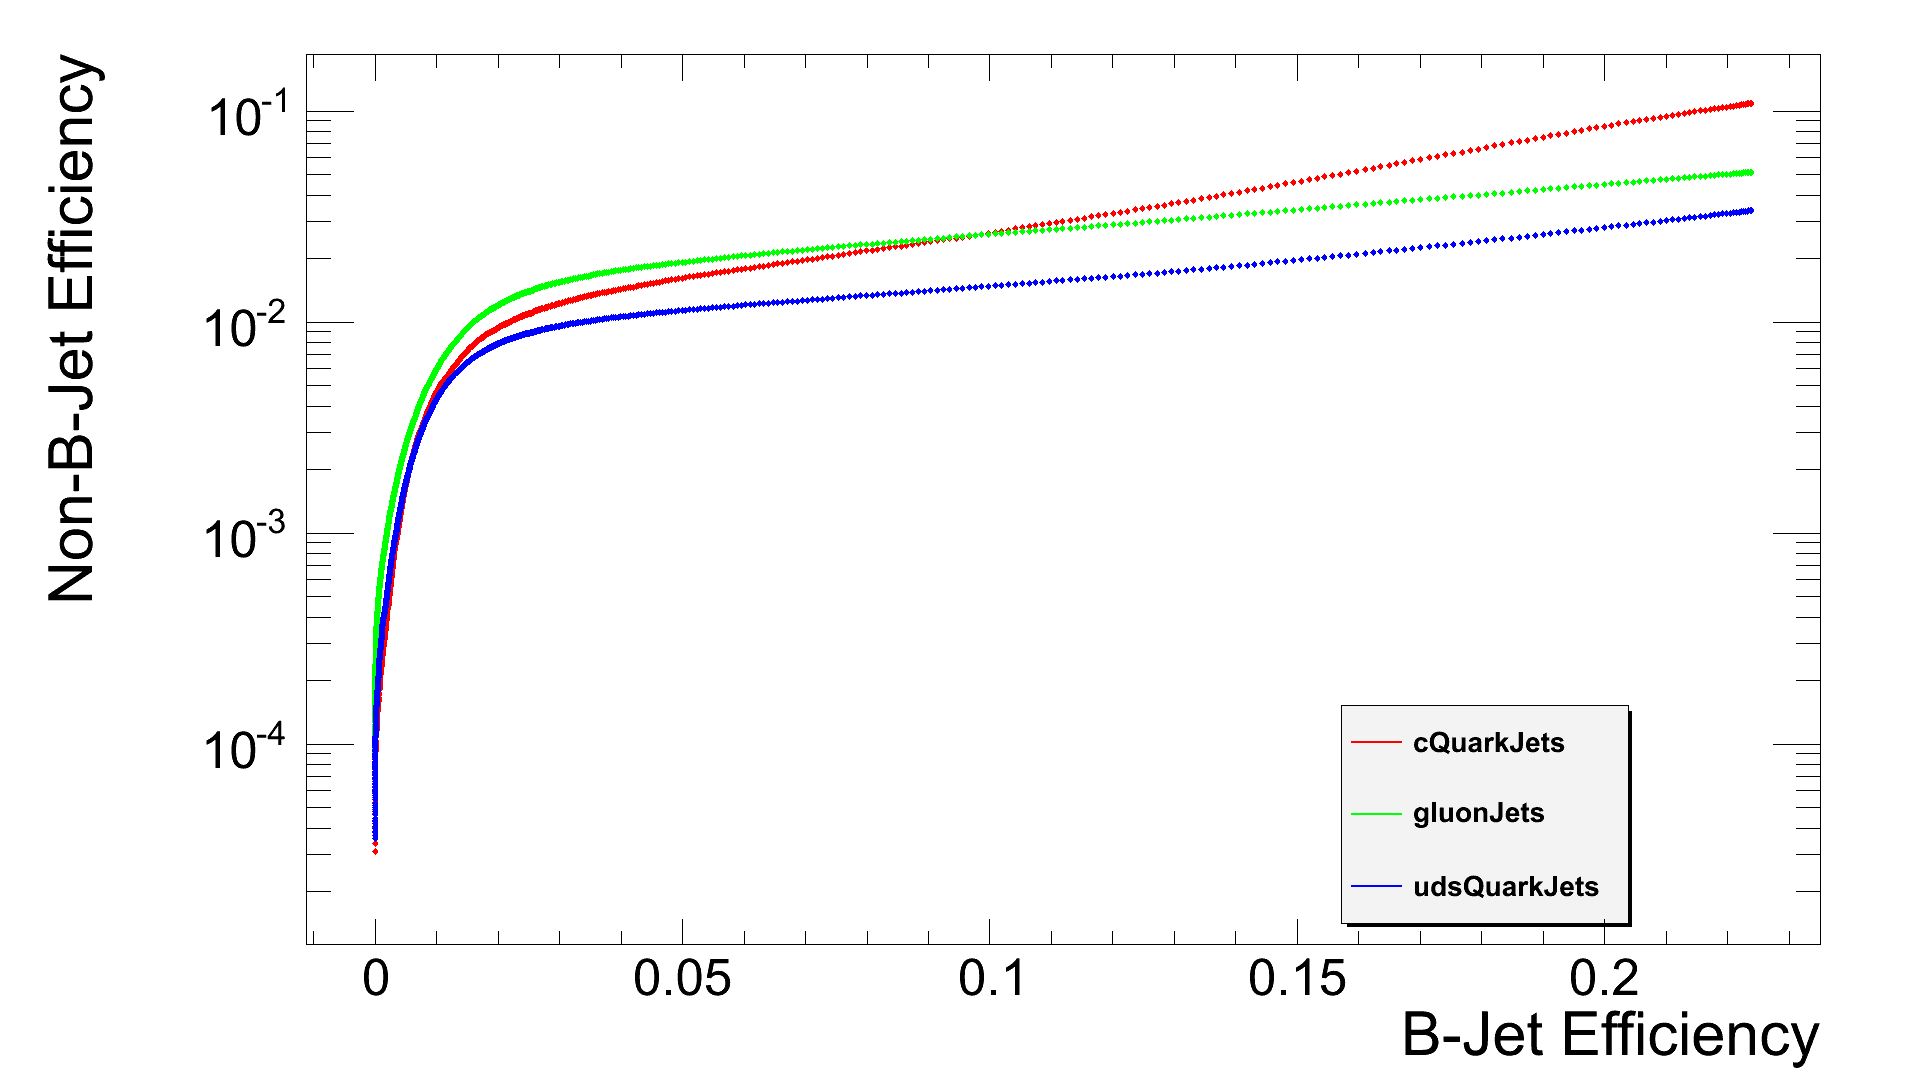 Non-B-Jet Efficiency
10-1
10-2
10-3
10-4
cQuarkJets
gluonJets
udsQuarkJets
0 0.05 0.1 0.15 0.2
B-Jet Efficiency